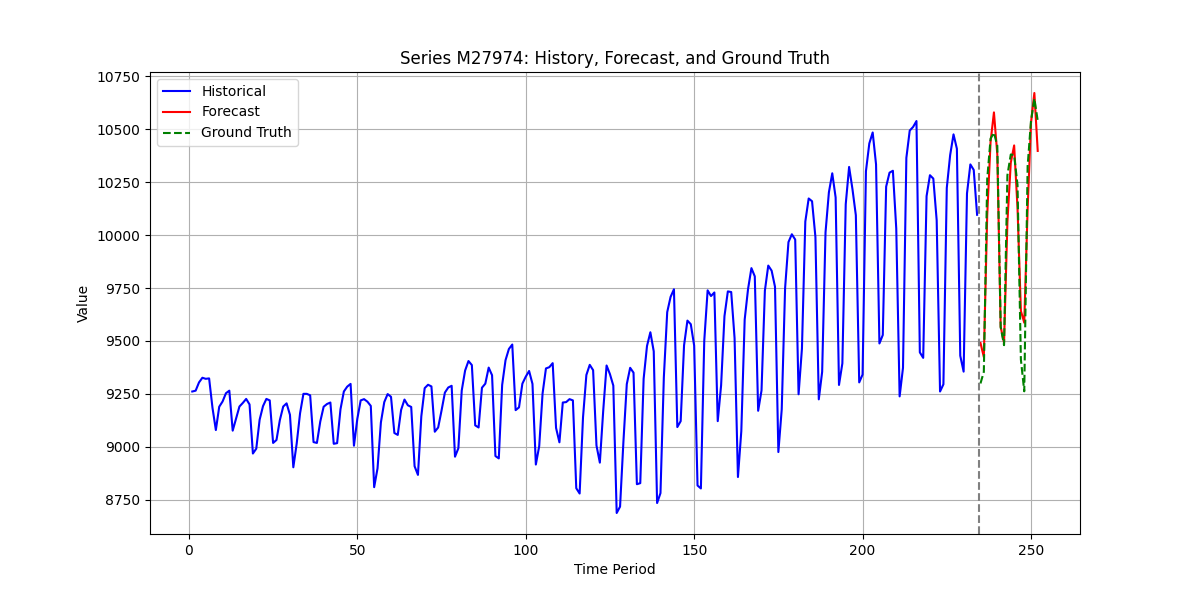 Series M27974: History, Forecast, and Ground Truth
Historical
Forecast
Ground Truth
10750
10500
10250
10000
9750
9500
9250
9000
8750
Value
0 50 100 150 200 250
Time Period